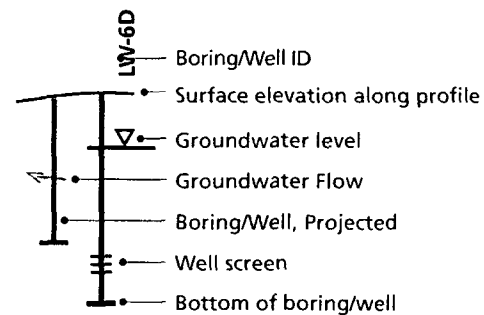 LW-6D
Boring/Well ID
Surface elevation along profile
Groundwater level
Groundwater Flow
Boring/Well, Projected
Well screen
Bottom of boring/well